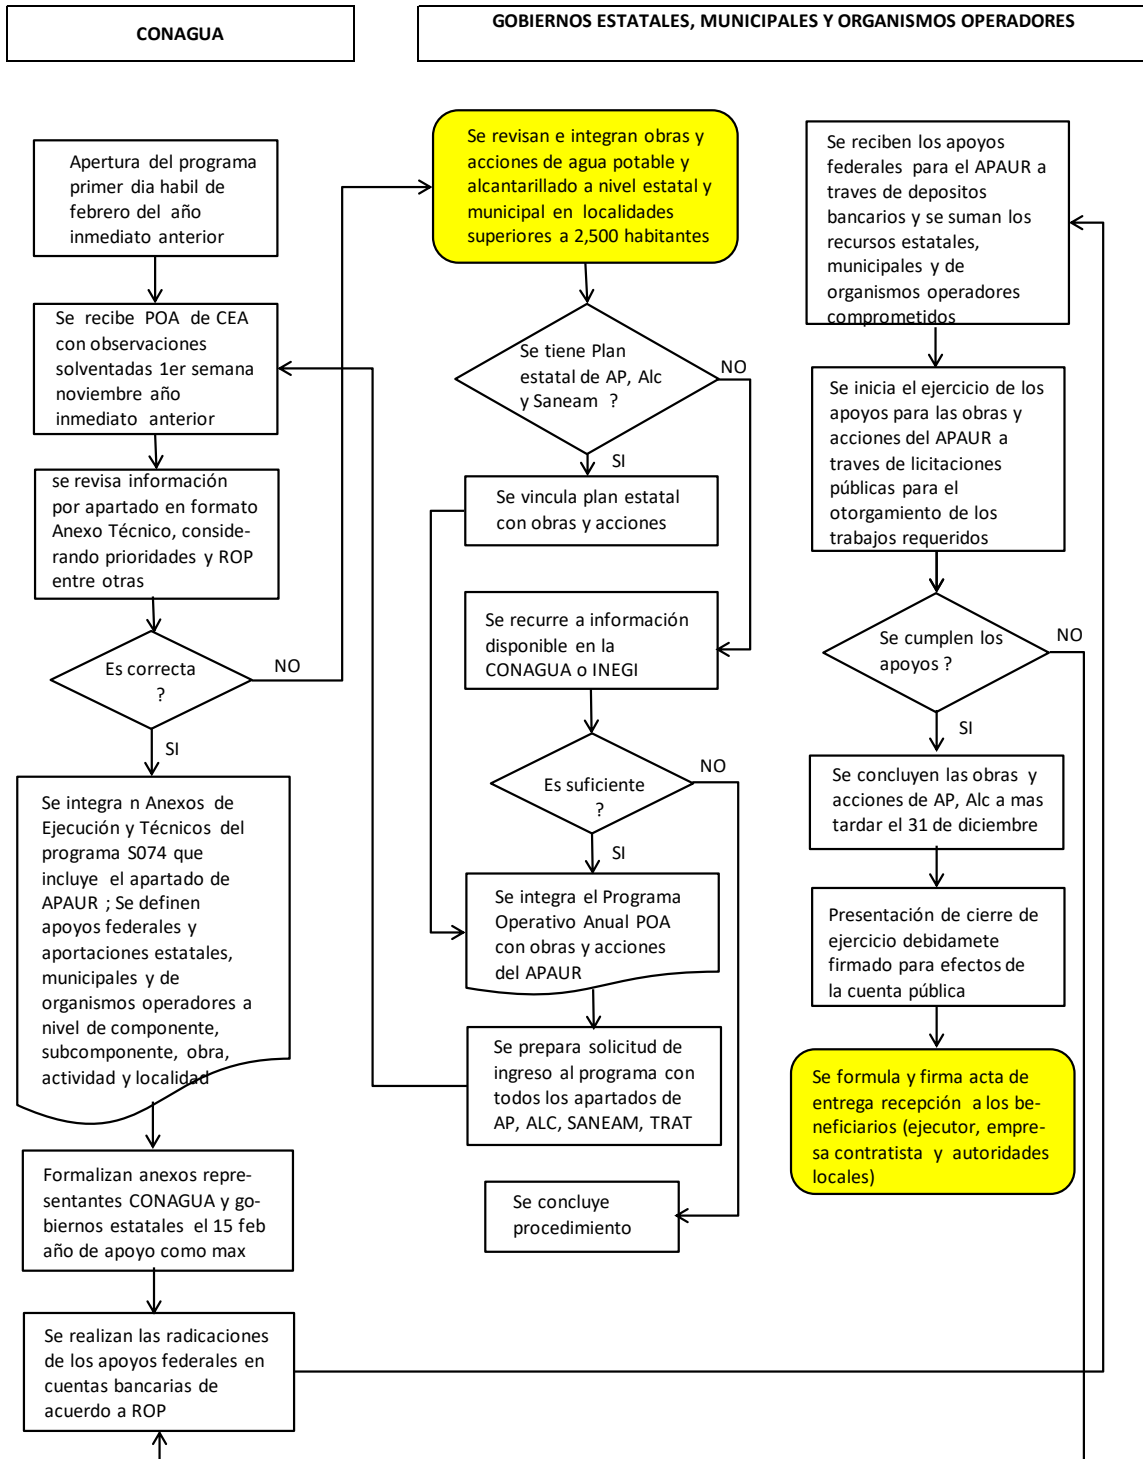 CONAGUA
GOBIERNOS ESTATALES, MUNICIPALES Y ORGANISMOS OPERADORES
Apertura del programa
primer dia habil de
febrero del año
inmediato anterior
Se recibe POA de CEA
con observaciones
solventadas 1er semana
noviembre año
inmediato anterior
se revisa información
por apartado en formato
Anexo Técnico, conside-
rando prioridades y ROP
entre otras
Es correcta
?
NO
SI
Se integra n Anexos de
Ejecución y Técnicos del
programa S074 que
incluye el apartado de
APAUR ; Se definen
apoyos federales y
aportaciones estatales,
municipales y de
organismos operadores a
nivel de componente,
subcomponente, obra,
actividad y localidad
Formalizan anexos repre-
sentantes CONAGUA y go-
biernos estatales el 15 feb
año de apoyo como max
Se realizan las radicaciones
de los apoyos federales en
cuentas bancarias de
acuerdo a ROP
Se revisan e integran obras y
acciones de agua potable y
alcantarillado a nivel estatal y
municipal en localidades
superiores a 2,500 habitantes
Se tiene Plan
estatal de AP, Alc
y Saneam ?
NO
SI
Se vincula plan estatal
con obras y acciones
Se recurre a información
disponible en la
CONAGUA o INEGI
Es suficiente
?
NO
SI
Se integra el Programa
Operativo Anual POA
con obras y acciones
del APAUR
Se prepara solicitud de
ingreso al programa con
todos los apartados de
AP, ALC, SANEAM, TRAT
Se concluye
procedimiento
Se reciben los apoyos
federales para el APAUR a
traves de depositos
bancarios y se suman los
recursos estatales,
municipales y de
organismos operadores
comprometidos
Se inicia el ejercicio de los
apoyos para las obras y
acciones del APAUR a
traves de licitaciones
públicas para el
otorgamiento de los
trabajos requeridos
Se cumplen los
apoyos ?
NO
SI
Se concluyen las obras y
acciones de AP, Alc a mas
tardar el 31 de diciembre
Presentación de cierre de
ejercicio debidamete
firmado para efectos de
la cuenta pública
Se formula y firma acta de
entrega recepción a los be-
neficiarios (ejecutor, empre-
sa contratista y autoridades
locales)